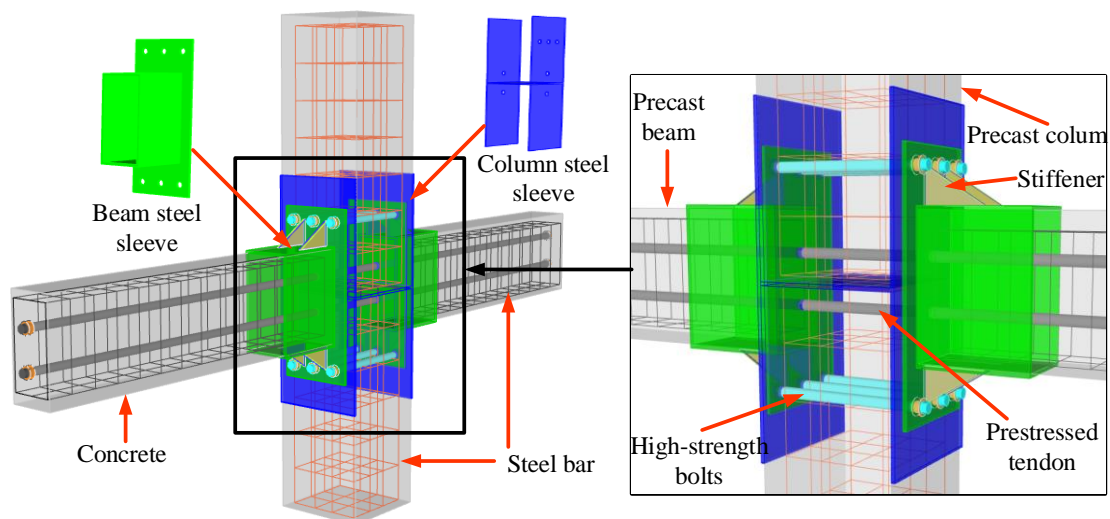 Beam steel
sleeve
Column steel
sleeve
Concrete
Steel bar
Precast
beam
Precast colum
Stiffener
High-strength
bolts
Prestressed
tendon